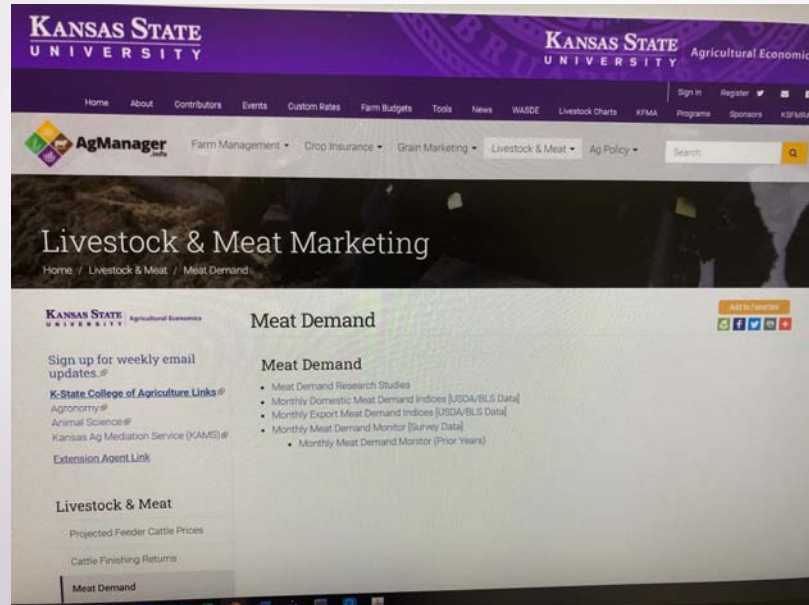 KANSAS STATE
UNIVERSITY
KANSAS STATE
UNIVERSITY
Agricultural Economic
Sign In Register
Home About Contributors Events Custom Rates Farm Budgets Tools News WASDE Livestock Charts KFMA Programs Sponsors KSFMRA
AgManager
.info
Farm Management Crop Insurance Grain Marketing Livestock & Meat Ag Policy
Search
Livestock & Meat Marketing
Home / Livestock & Meat / Meat Demand
KANSAS STATE
UNIVERSITY
Agricultural Economics
Sign up for weekly email
updates.
K-State College of Agriculture Links
Agronomy
Animal Science
Kansas Ag Mediation Service (KAMS)
Extension Agent Link
Livestock & Meat
Projected Feeder Cattle Prices
Cattle Finishing Returns
Meat Demand
Meat Demand
Add to Favorites
Meat Demand
• Meat Demand Research Studies
• Monthly Domestic Meat Demand Indices [USDA/BLS Data]
• Monthly Export Meat Demand Indices [USDA/BLS Data]
• Monthly Meat Demand Monitor [Survey Data]
• Monthly Meat Demand Monitor (Prior Years)